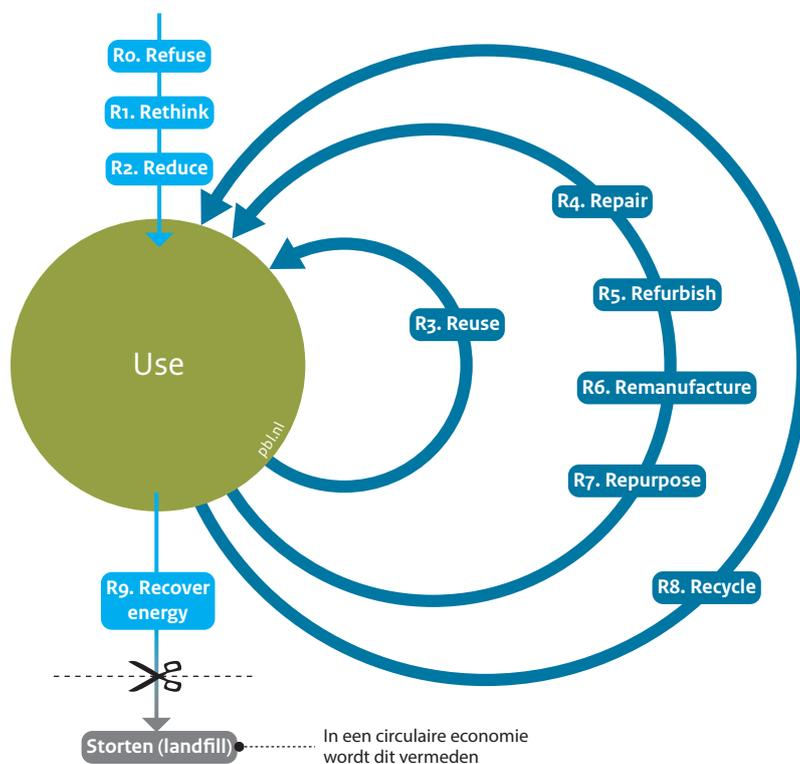 R0. Refuse
R1. Rethink
R2. Reduce
R4. Repair
R5. Refurbish
R3. Reuse
Use
R6. Remanufacture
pbl.nl
R7. Repurpose
R9. Recover
energy
R8. Recycle
Storten (landfill)
In een circulaire economie
wordt dit vermeden